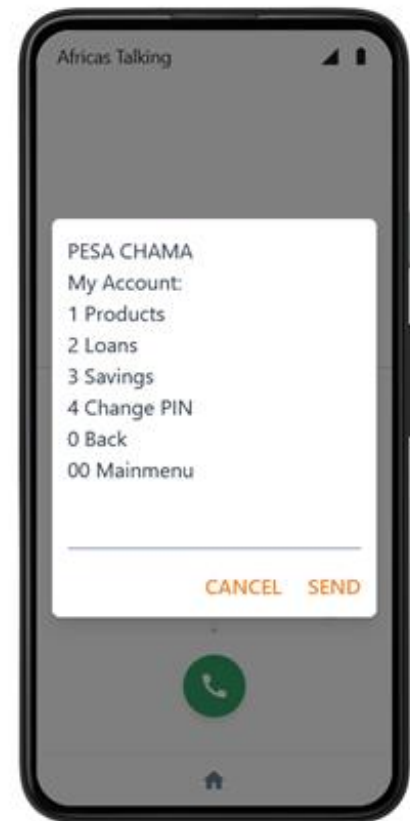 Africas Talking
PESA CHAMA
My Account:
1 Products
2 Loans
3 Savings
4 Change PIN
0 Back
00 Mainmenu
CANCEL SEND